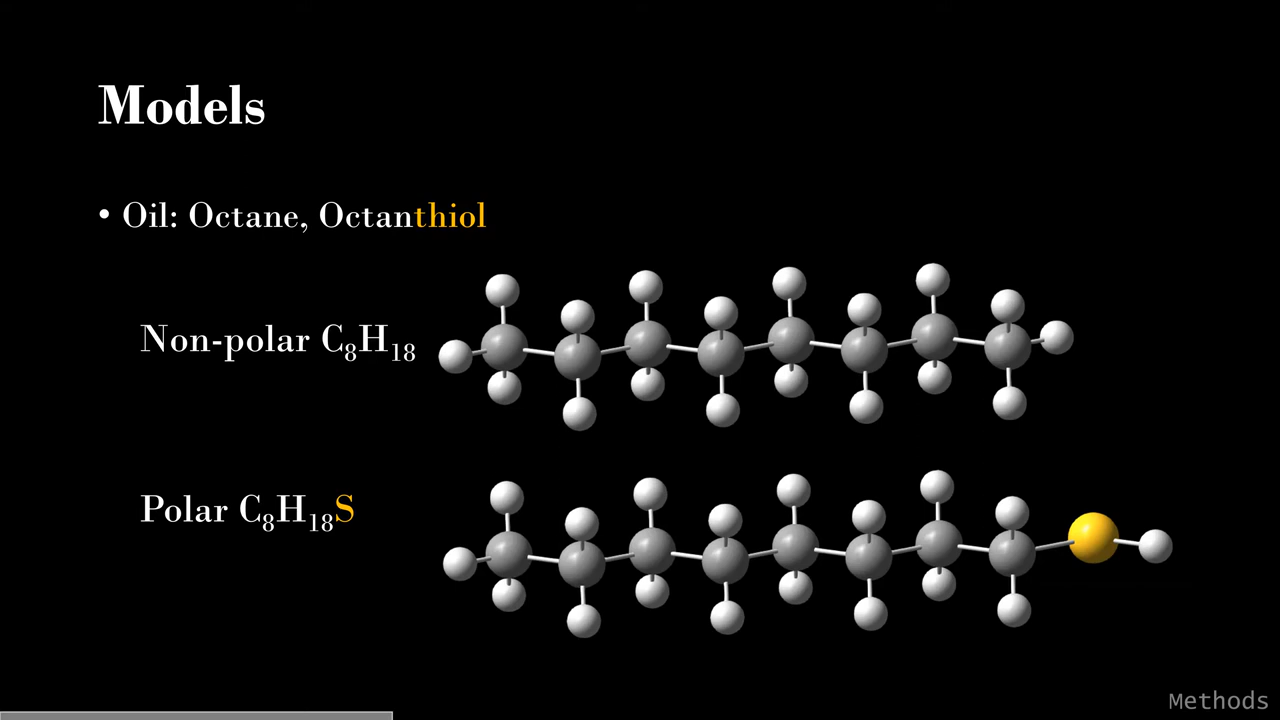 Models
• Oil: Octane, Octanthiol
Non-polar C₈H₁₈
Polar C₈H₁₈S
Methods